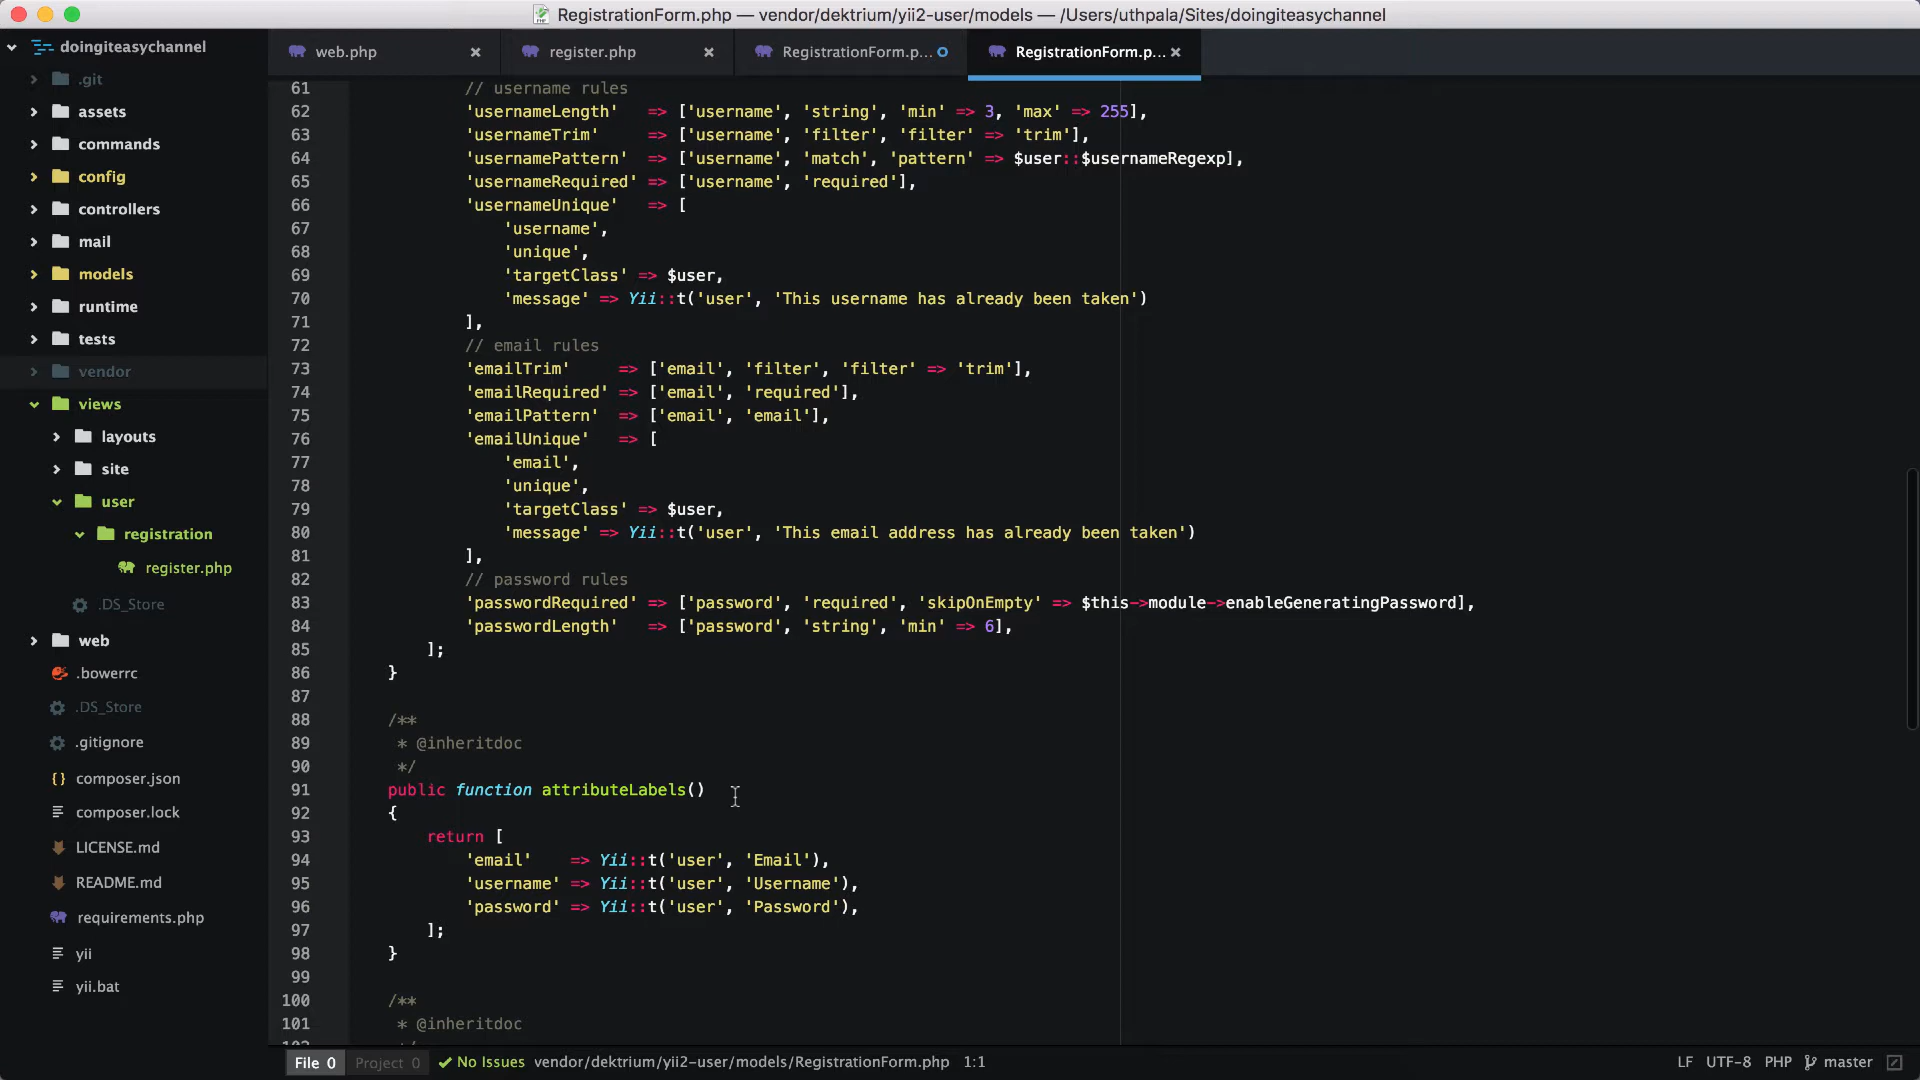 RegistrationForm.php — vendor/dektrium/yii2-user/models — /Users/uthpala/Sites/doingiteasychannel
doingiteasychannel
.git
assets
commands
config
controllers
mail
models
runtime
tests
vendor
views
layouts
site
user
registration
register.php
.DS_Store
web
.bowerrc
.DS_Store
.gitignore
composer.json
composer.lock
LICENSE.md
README.md
requirements.php
yii
yii.bat
web.php
register.php
RegistrationForm.p...
RegistrationForm.p...
61 // username rules
62 'usernameLength' => ['username', 'string', 'min' => 3, 'max' => 255],
63 'usernameTrim' => ['username', 'filter', 'filter' => 'trim'],
64 'usernamePattern' => ['username', 'match', 'pattern' => $user::$usernameRegexp],
65 'usernameRequired' => ['username', 'required'],
66 'usernameUnique' => [
67 'username',
68 'unique',
69 'targetClass' => $user,
70 'message' => Yii::t('user', 'This username has already been taken')
71 ],
72 // email rules
73 'emailTrim' => ['email', 'filter', 'filter' => 'trim'],
74 'emailRequired' => ['email', 'required'],
75 'emailPattern' => ['email', 'email'],
76 'emailUnique' => [
77 'email',
78 'unique',
79 'targetClass' => $user,
80 'message' => Yii::t('user', 'This email address has already been taken')
81 ],
82 // password rules
83 'passwordRequired' => ['password', 'required', 'skipOnEmpty' => $this->module->enableGeneratingPassword],
84 'passwordLength' => ['password', 'string', 'min' => 6],
85 ];
86 }
87
88 /**
89 * @inheritdoc
90 */
91 public function attributeLabels()
92 {
93 return [
94 'email' => Yii::t('user', 'Email'),
95 'username' => Yii::t('user', 'Username'),
96 'password' => Yii::t('user', 'Password'),
97 ];
98 }
99
100 /**
101 * @inheritdoc
File 0 Project 0 No Issues vendor/dektrium/yii2-user/models/RegistrationForm.php 1:1 LF UTF-8 PHP master